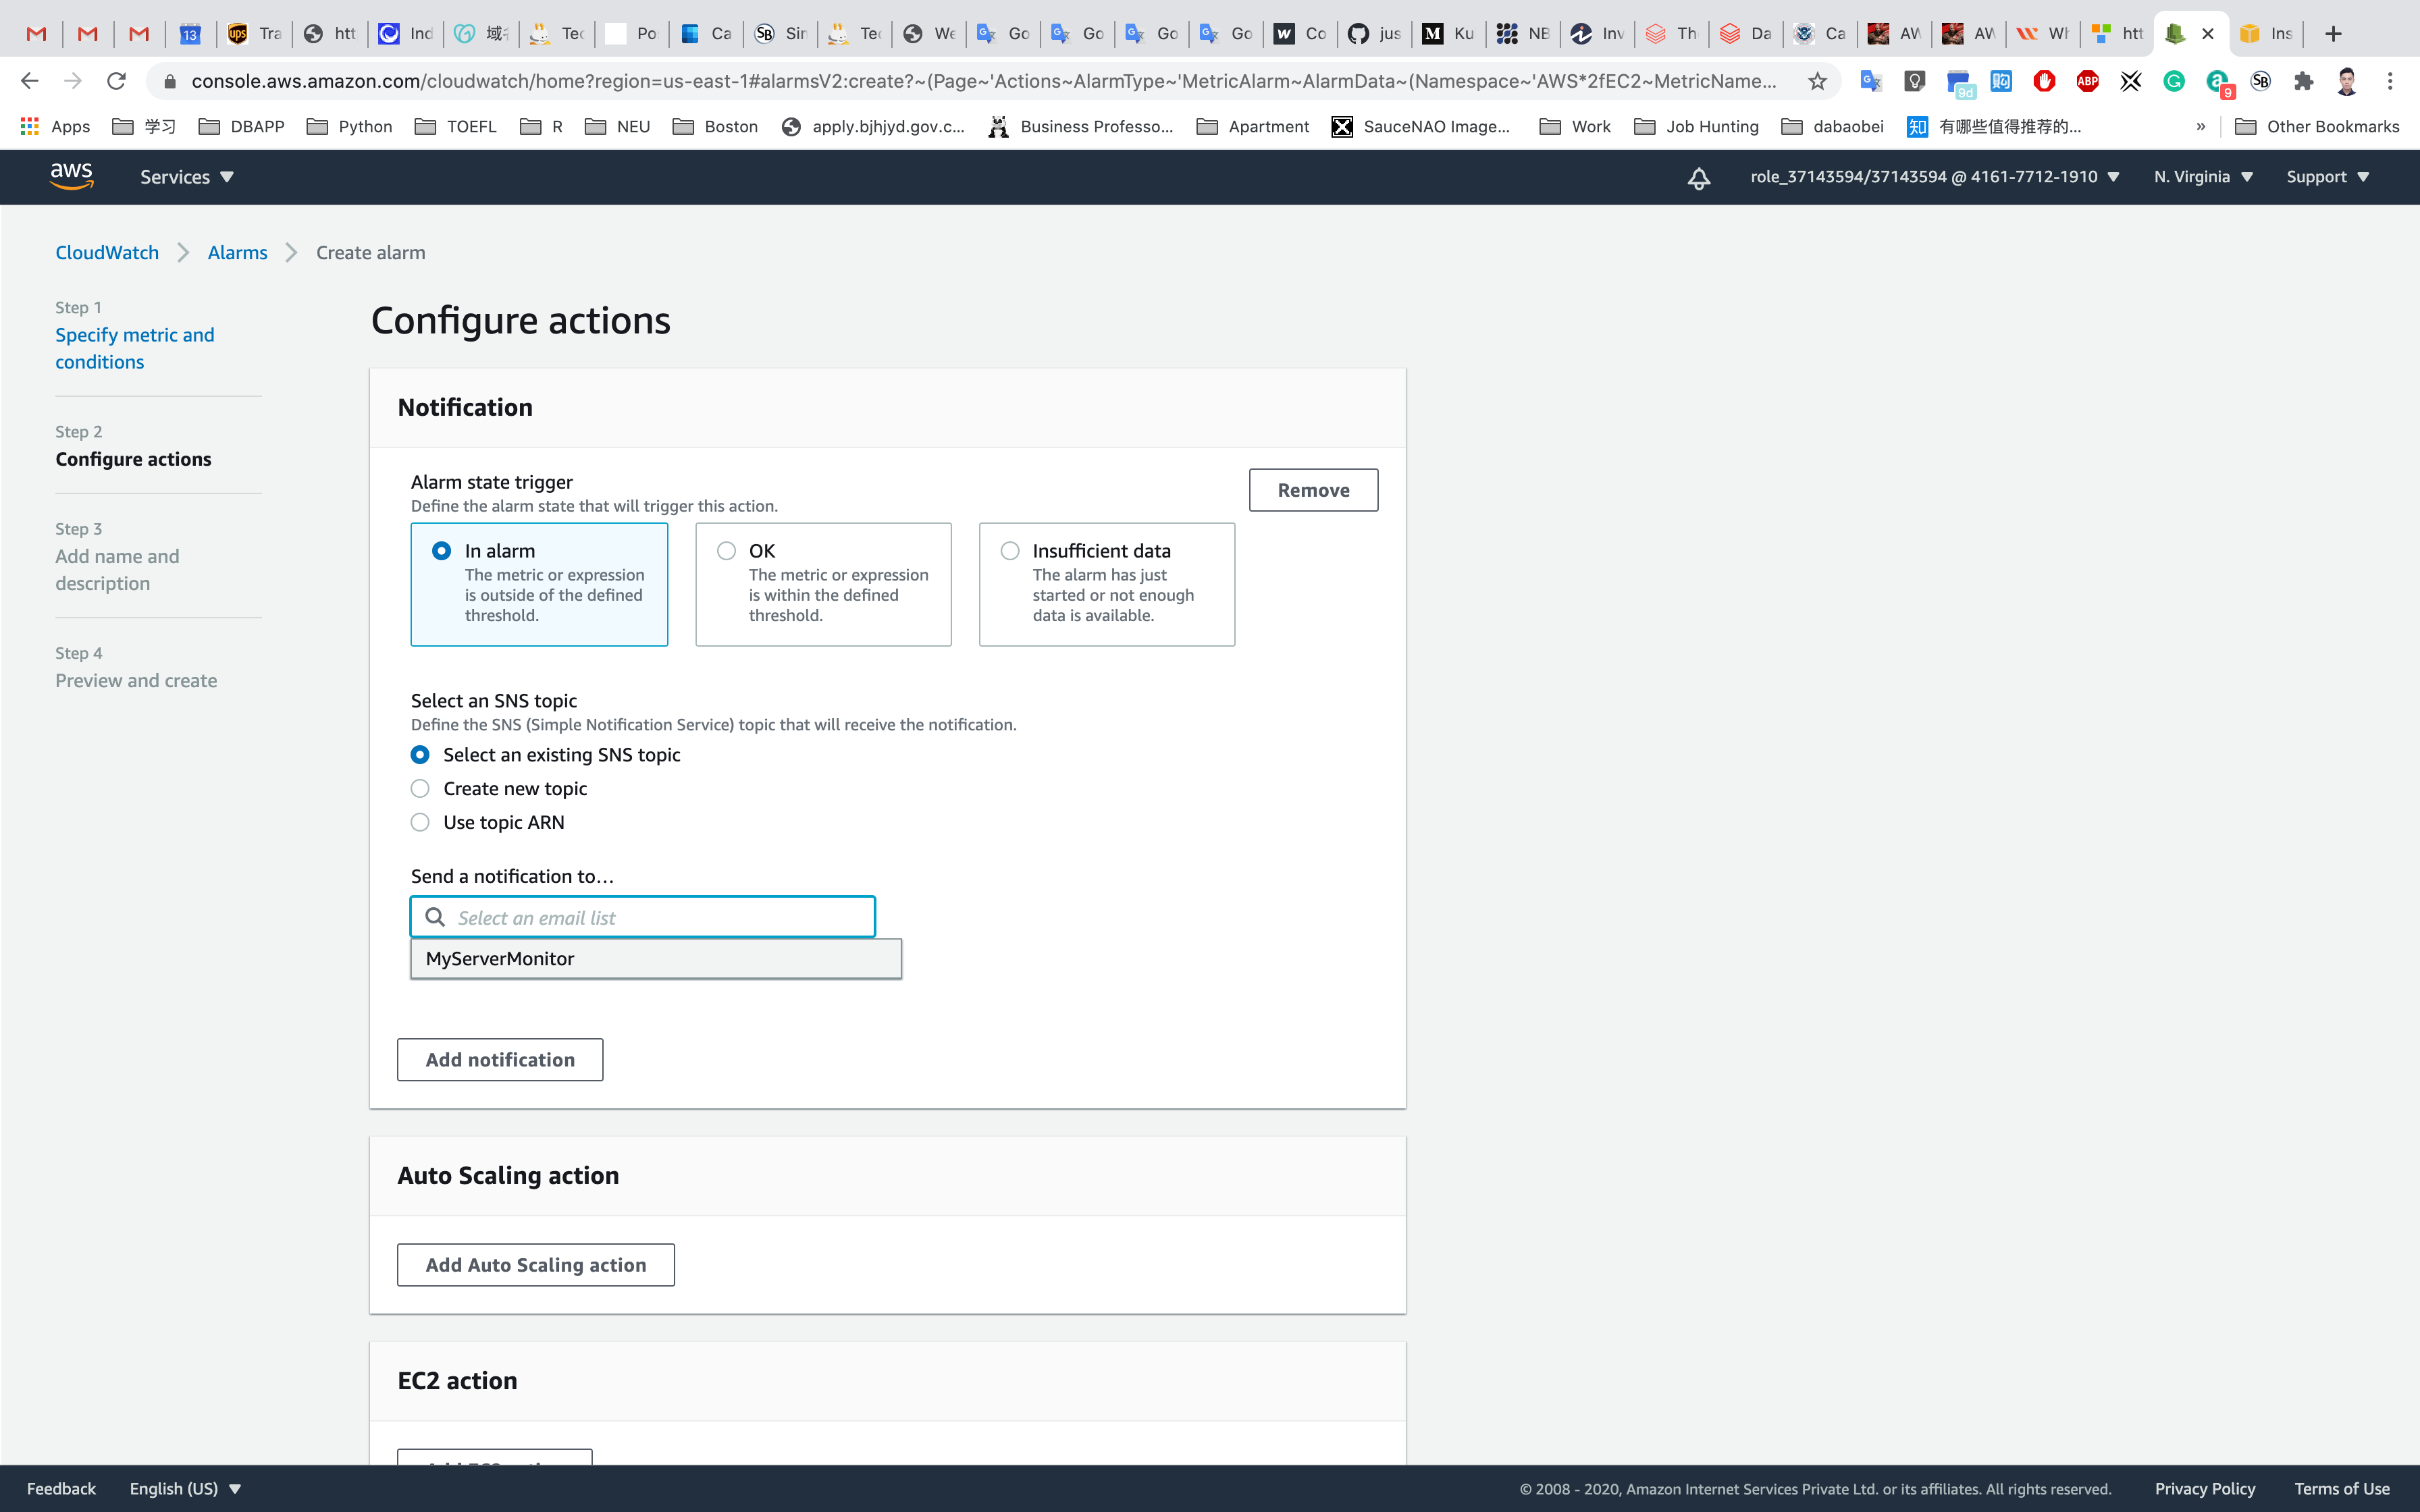 13 Tra htt Ind Tec Po Ca SB Sin Tec We Go Go Go Go Co jus Ku NB Inv Th Da Ca AW AW Wh htt Ins
console.aws.amazon.com/cloudwatch/home?region=us-east-1#alarmsV2:create?~(Page~'Actions~AlarmType~'MetricAlarm~AlarmData~(Namespace~'AWS*2fEC2~MetricName...
9d ABP 9 SB
Apps 学习 DBAPP Python TOEFL R NEU Boston apply.bjhjyd.gov.c... Business Professo... Apartment SauceNAO Image... Work Job Hunting dabaobei 知 有哪些值得推荐的... » Other Bookmarks
aws Services role_37143594/37143594 @ 4161-7712-1910 N. Virginia Support
CloudWatch Alarms Create alarm
Step 1
Specify metric and
conditions
Step 2
Configure actions
Step 3
Add name and
description
Step 4
Preview and create
Configure actions
Notification
Alarm state trigger
Define the alarm state that will trigger this action.
Remove
In alarm
The metric or expression
is outside of the defined
threshold.
OK
The metric or expression
is within the defined
threshold.
Insufficient data
The alarm has just
started or not enough
data is available.
Select an SNS topic
Define the SNS (Simple Notification Service) topic that will receive the notification.
Select an existing SNS topic
Create new topic
Use topic ARN
Send a notification to…
Select an email list
MyServerMonitor
Add notification
Auto Scaling action
Add Auto Scaling action
EC2 action
Feedback English (US) © 2008 - 2020, Amazon Internet Services Private Ltd. or its affiliates. All rights reserved. Privacy Policy Terms of Use